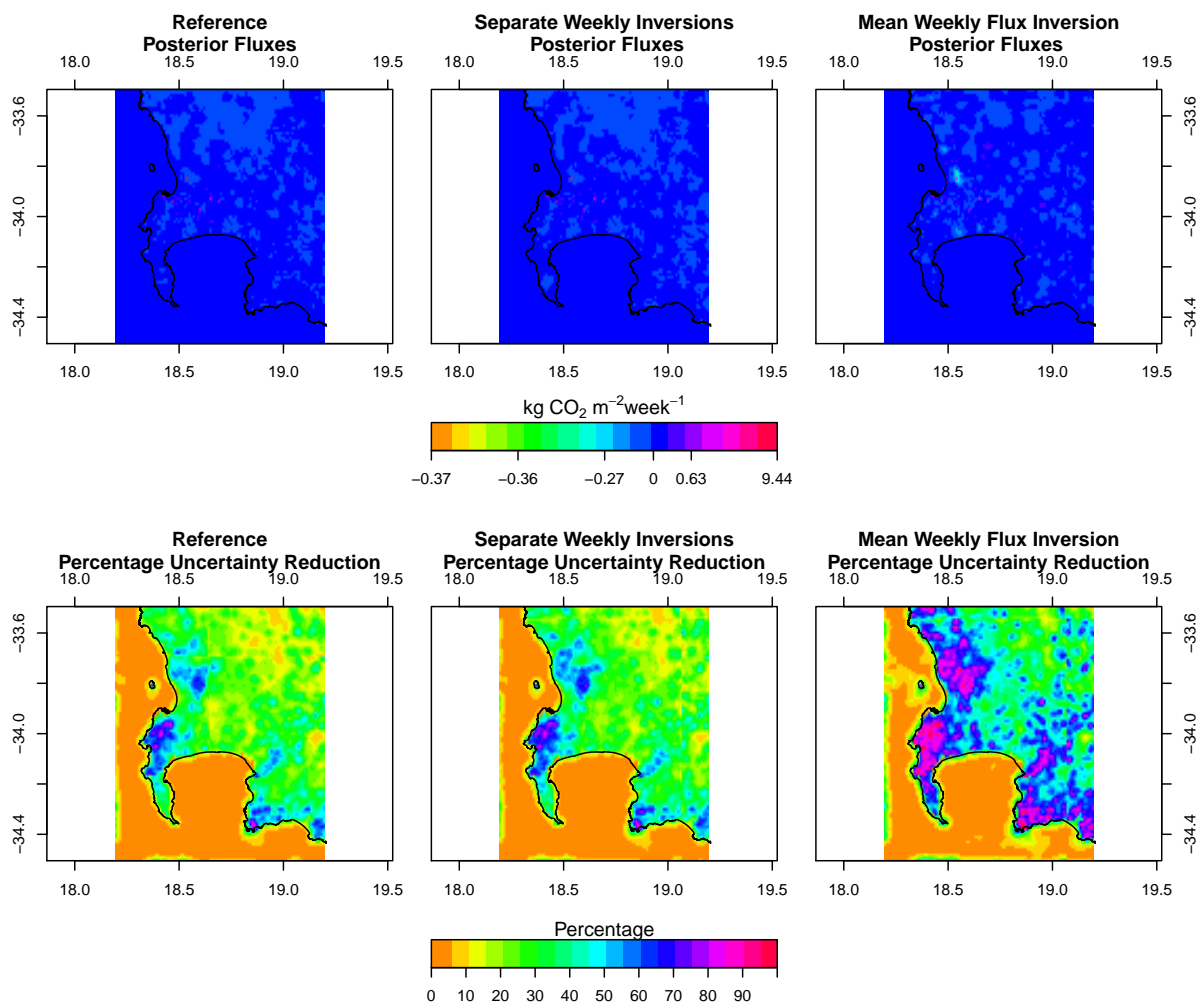 Reference
Posterior Fluxes
Separate Weekly Inversions
Posterior Fluxes
Mean Weekly Flux Inversion
Posterior Fluxes
18.0 18.5 19.0 19.5
18.0 18.5 19.0 19.5
18.0 18.5 19.0 19.5
−33.6
−34.0
−34.4
−33.6
−34.0
−34.4
18.0 18.5 19.0 19.5
18.0 18.5 19.0 19.5
18.0 18.5 19.0 19.5
kg CO₂ m⁻²week⁻¹
−0.37 −0.36 −0.27 0 0.63 9.44
Reference
Percentage Uncertainty Reduction
Separate Weekly Inversions
Percentage Uncertainty Reduction
Mean Weekly Flux Inversion
Percentage Uncertainty Reduction
18.0 18.5 19.0 19.5
18.0 18.5 19.0 19.5
18.0 18.5 19.0 19.5
−33.6
−34.0
−34.4
−33.6
−34.0
−34.4
18.0 18.5 19.0 19.5
18.0 18.5 19.0 19.5
18.0 18.5 19.0 19.5
Percentage
0 10 20 30 40 50 60 70 80 90